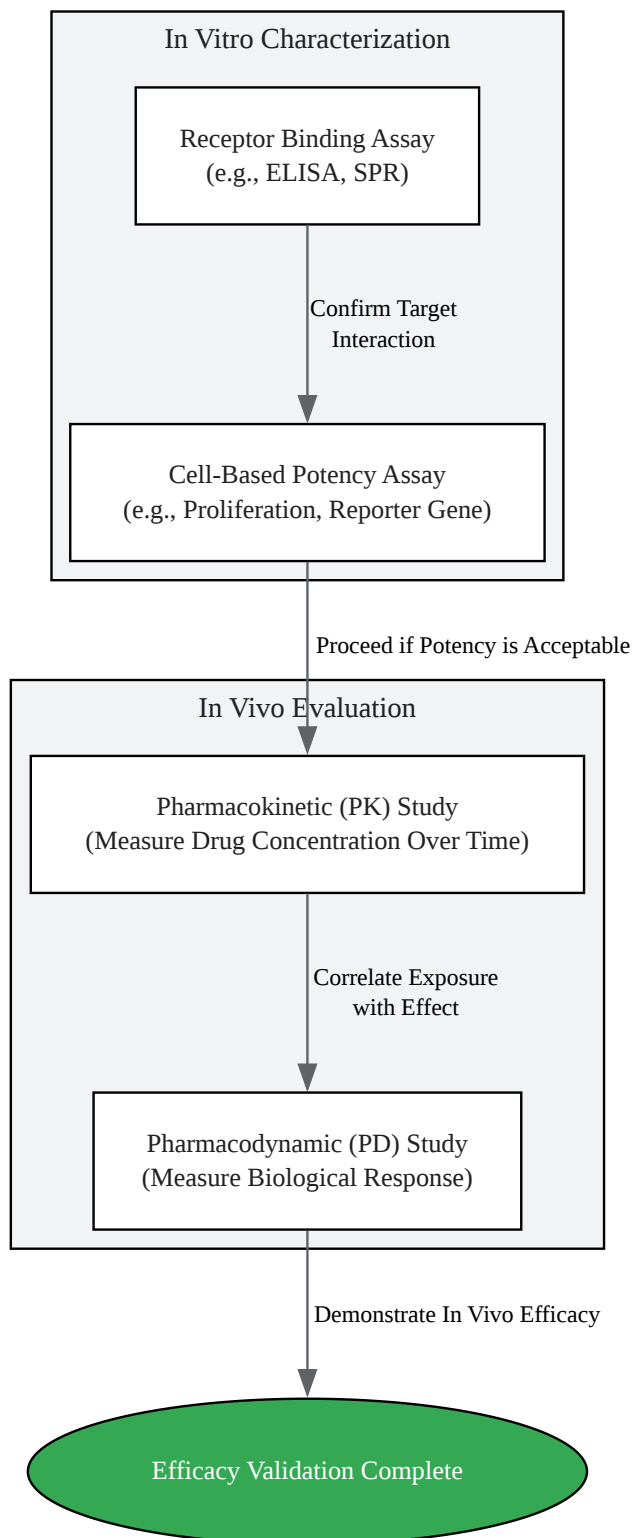 In Vitro Characterization
Receptor Binding Assay
(e.g., ELISA, SPR)
Confirm Target
Interaction
Cell-Based Potency Assay
(e.g., Proliferation, Reporter Gene)
Proceed if Potency is Acceptable
In Vivo Evaluation
Pharmacokinetic (PK) Study
(Measure Drug Concentration Over Time)
Correlate Exposure
with Effect
Pharmacodynamic (PD) Study
(Measure Biological Response)
Demonstrate In Vivo Efficacy
Efficacy Validation Complete